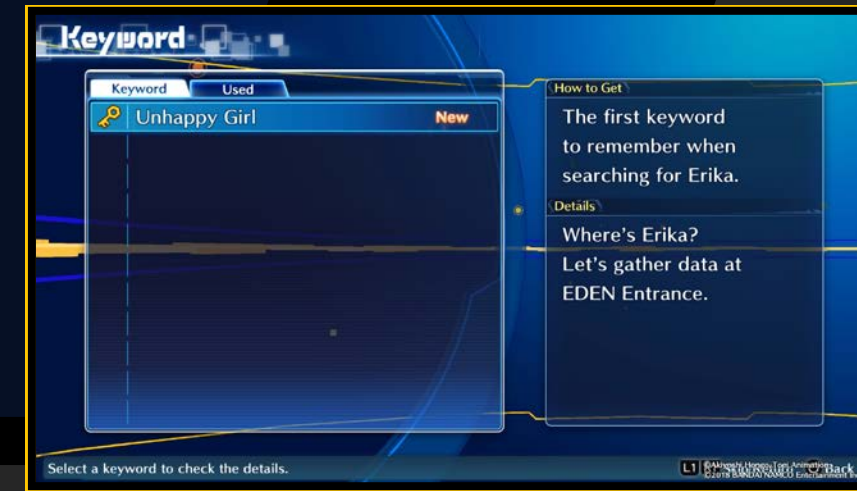 Keyword
Keyword
Used
Unhappy Girl
New
How to Get
The first keyword
to remember when
searching for Erika.
Details
Where's Erika?
Let's gather data at
EDEN Entrance.
Select a keyword to check the details.
L1
Back